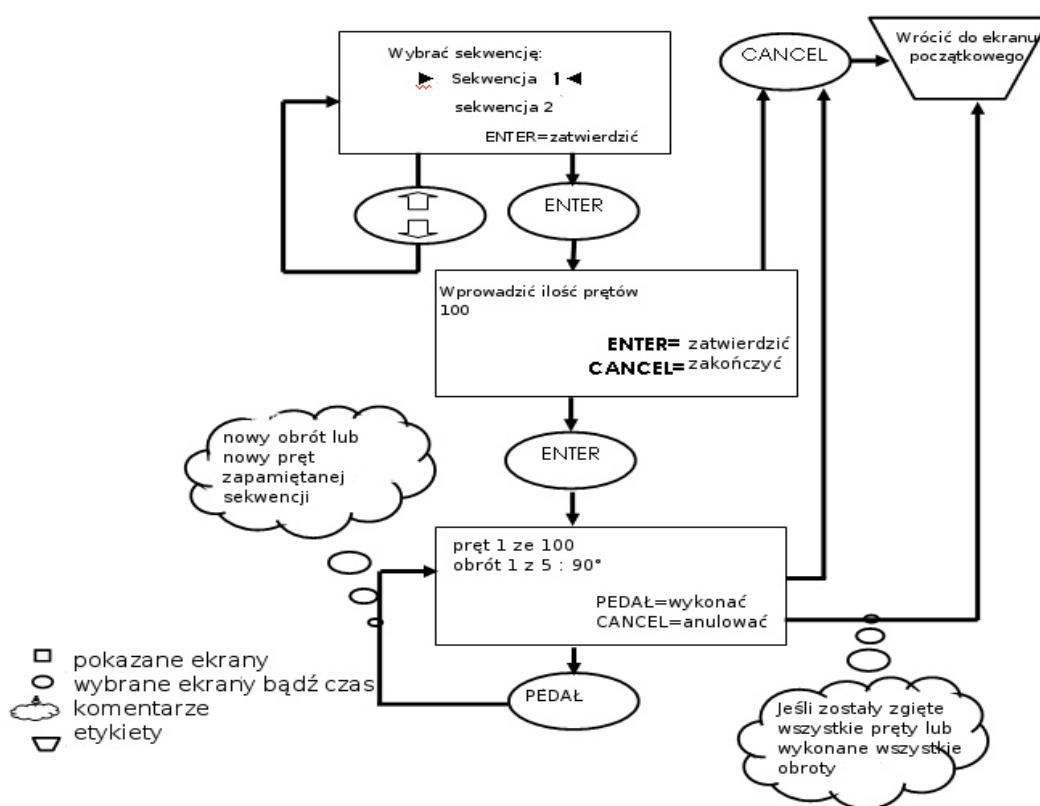 Wybrać sekwencję:
Sekwencja 1
sekwencja 2
ENTER=zatwierdzić
CANCEL
Wrócić do ekranu
początkowego
ENTER
Wprowadzić ilość prętów
100
ENTER= zatwierdzić
CANCEL= zakończyć
nowy obrót lub
nowy pręt
zapamiętanej
sekwencji
ENTER
pręt 1 ze 100
obrót 1 z 5 : 90°
PEDAŁ=wykonać
CANCEL=anulować
PEDAŁ
pokazane ekrany
wybrane ekrany bądź czas
komentarze
etykiety
Jeśli zostały zgięte
wszystkie pręty lub
wykonane wszystkie
obroty